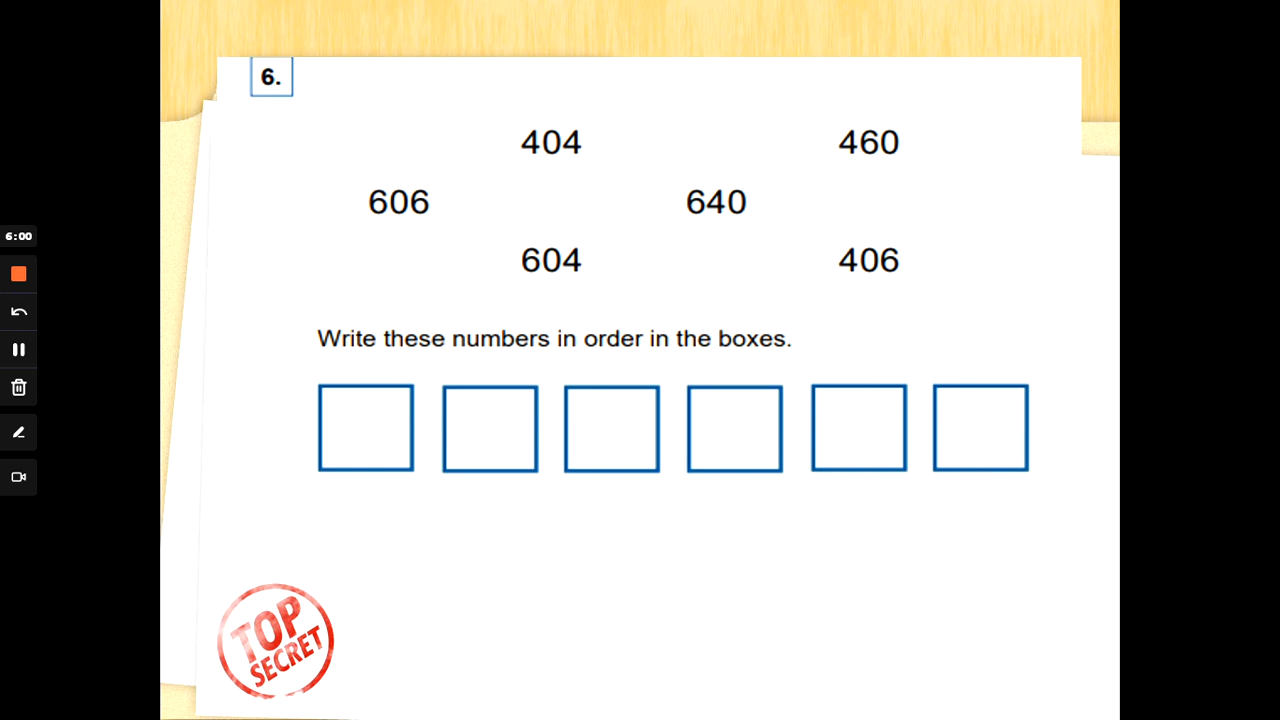 6.
404 460
606 640
604 406
6:00
Write these numbers in order in the boxes.
TOP
SECRET